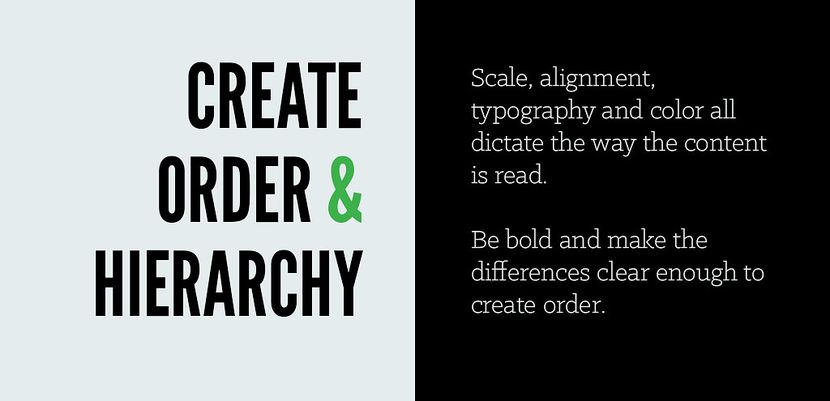 CREATE
ORDER &
HIERARCHY
Scale, alignment,
typography and color all
dictate the way the content
is read.
Be bold and make the
differences clear enough to
create order.